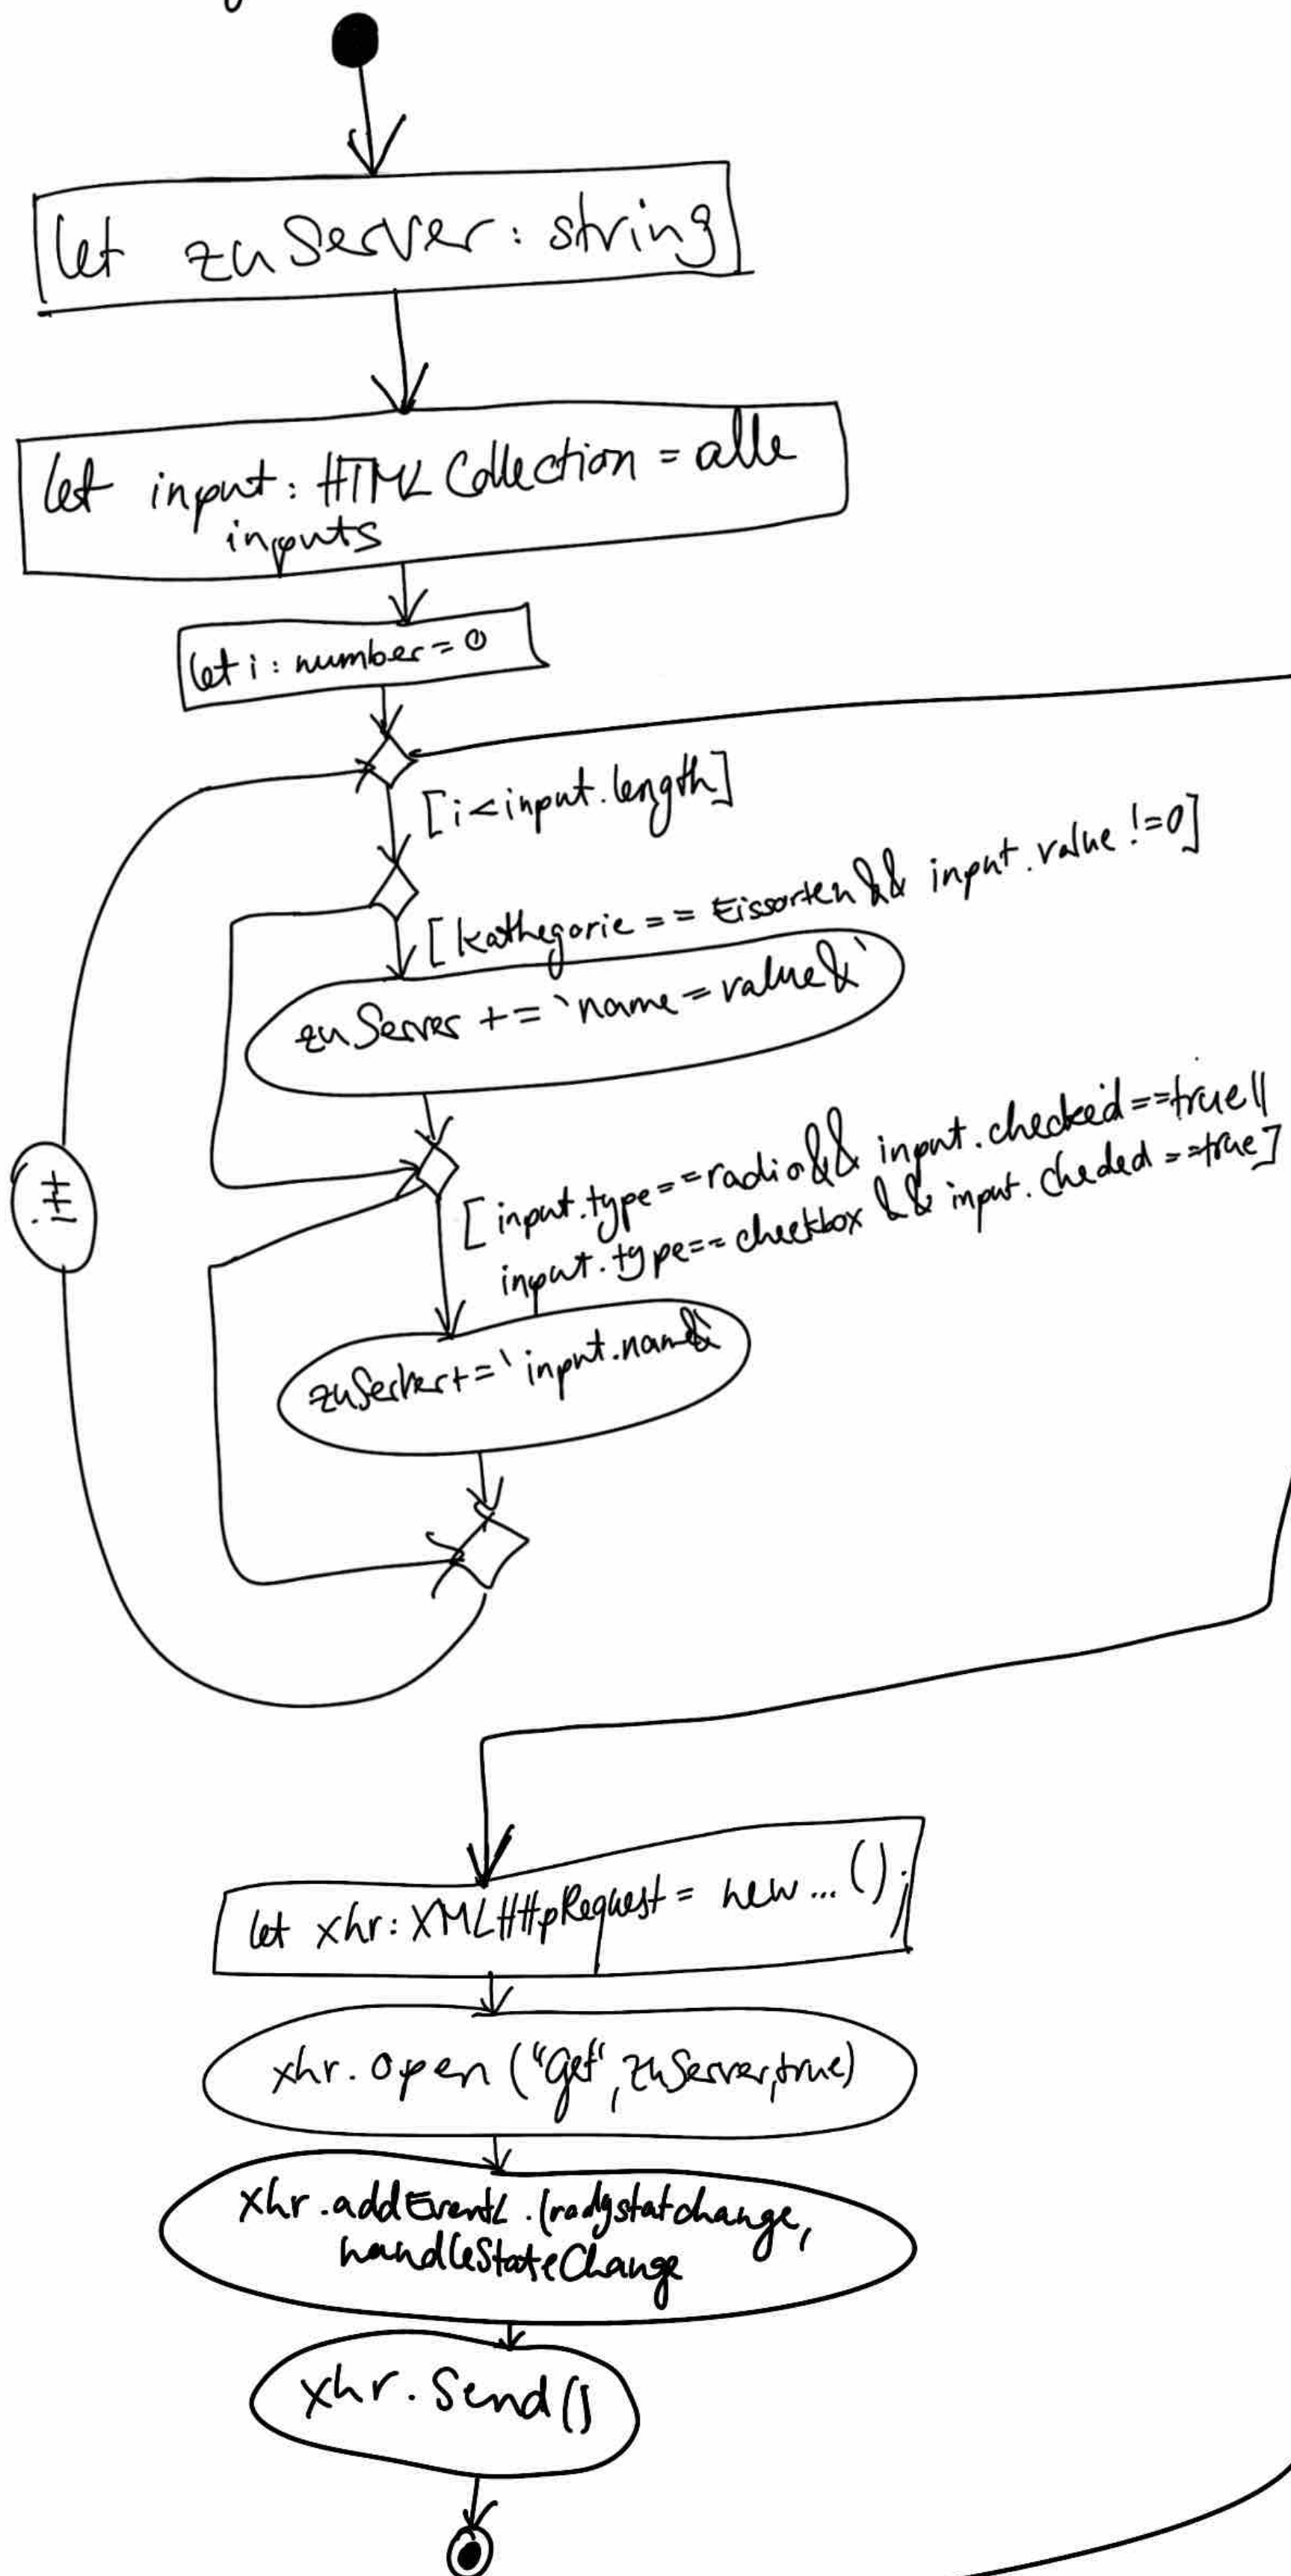 let zuServer: string
let input: HTMLCollection = alle
inputs
let i: number = 0
[i<input.length]
[kathegorie == Eissorten && input.value !=0]
zuServer += `name=value&`
[input.type==radio&& input.checked==true||
input.type==checkbox && input.cheded ==true]
zuServer+=`input.name&`
let xhr: XMLHttpRequest = new...();
xhr.open("get", zuServer,true)
xhr.addEventL.(readystatchange,
handleStateChange
xhr.Send()